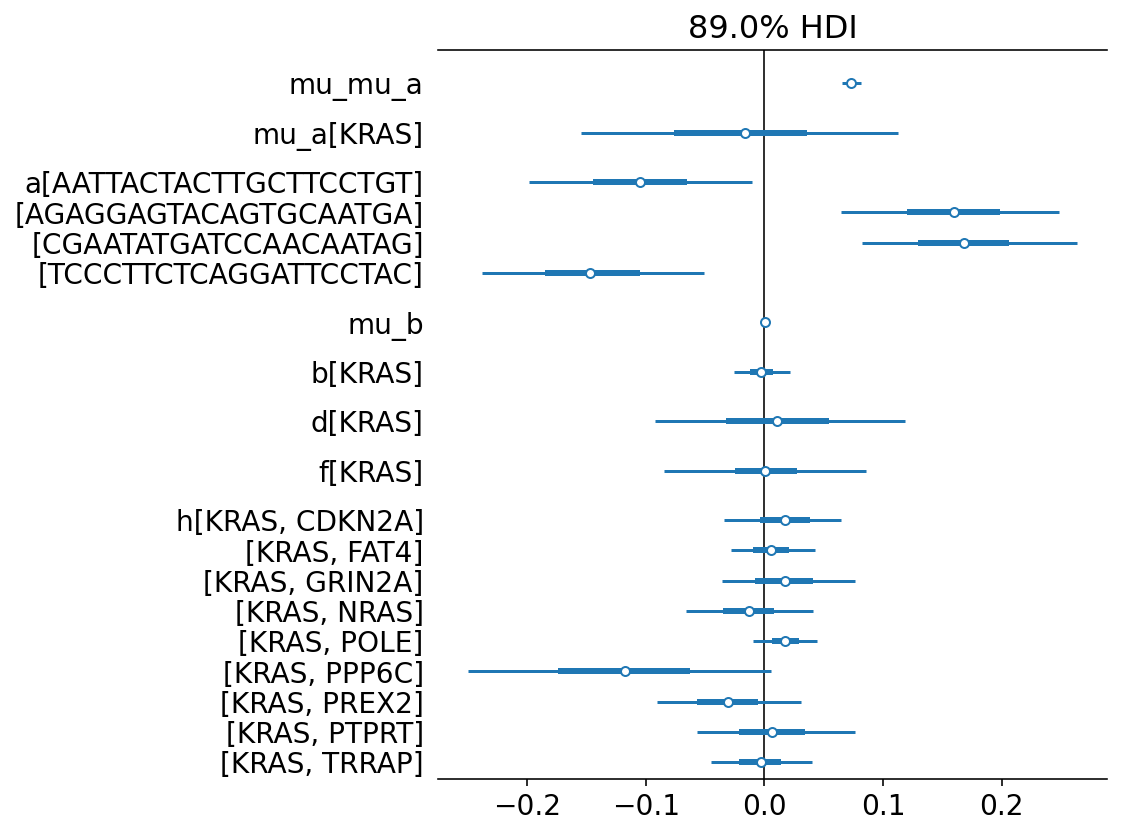 89.0% HDI
mu_mu_a
mu_a[KRAS]
a[AATTACTACTTGCTTCCTGT]
[AGAGGAGTACAGTGCAATGA]
[CGAATATGATCCAACAATAG]
[TCCCTTCTCAGGATTCCTAC]
mu_b
b[KRAS]
d[KRAS]
f[KRAS]
h[KRAS, CDKN2A]
[KRAS, FAT4]
[KRAS, GRIN2A]
[KRAS, NRAS]
[KRAS, POLE]
[KRAS, PPP6C]
[KRAS, PREX2]
[KRAS, PTPRT]
[KRAS, TRRAP]
−0.2 −0.1 0.0 0.1 0.2